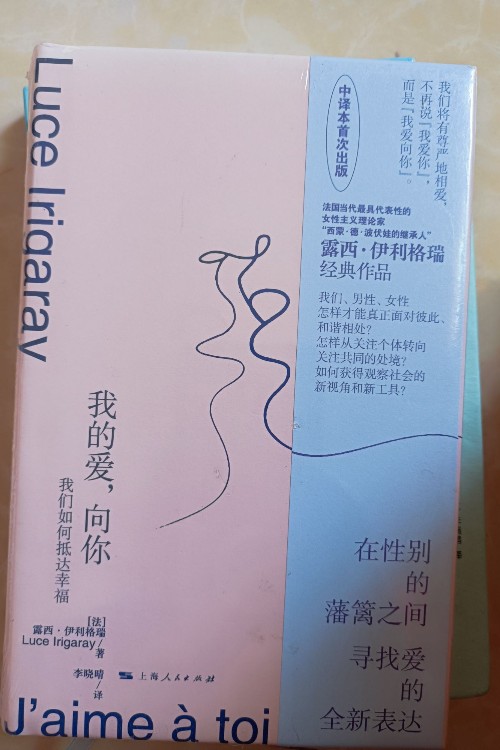 Luce Irigaray
我的爱，向你
我们如何抵达幸福
[法]
露西·伊利格瑞
Luce Irigaray
/
著
李晓晴
/
译
上海人民出版社
J'aime à toi
我们将有尊严地相爱，
不再说“我爱你”，
而是“我爱向你”。
中译本首次出版
法国当代最具代表性的
女性主义理论家
“西蒙·德·波伏娃的继承人”
露西·伊利格瑞
经典作品
我们、男性、女性
怎样才能真正面对彼此、
和谐相处？
怎样从关注个体转向
关注共同的处境？
如何获得观察社会的
新视角和新工具？
在性别
的
藩篱之间
寻找爱
的
全新表达